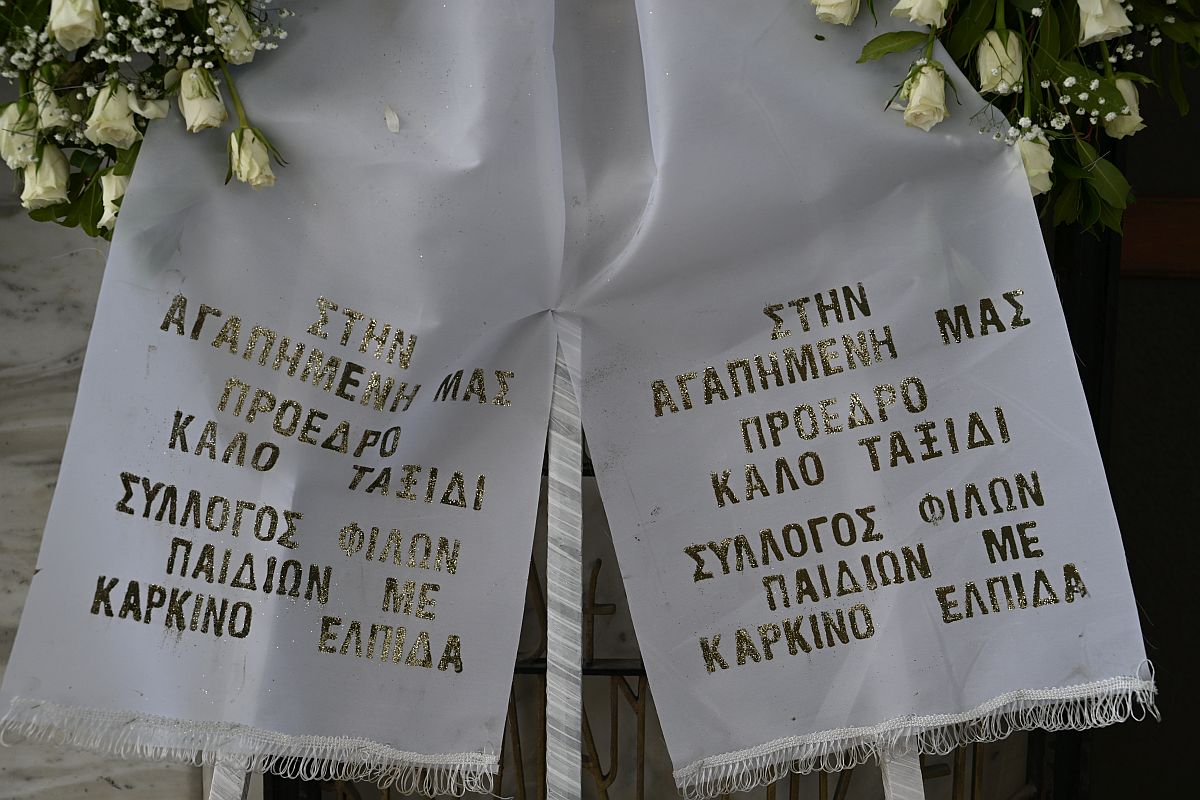 ΣΤΗΝ
ΑΓΑΠΗΜΕΝΗ ΜΑΣ
ΠΡΟΕΔΡΟ
ΚΑΛΟ ΤΑΞΙΔΙ
ΣΥΛΛΟΓΟΣ ΦΙΛΩΝ
ΠΑΙΔΙΩΝ ΜΕ
ΚΑΡΚΙΝΟ ΕΛΠΙΔΑ
ΣΤΗΝ
ΑΓΑΠΗΜΕΝΗ ΜΑΣ
ΠΡΟΕΔΡΟ
ΚΑΛΟ ΤΑΞΙΔΙ
ΣΥΛΛΟΓΟΣ ΦΙΛΩΝ
ΠΑΙΔΙΩΝ ΜΕ
ΚΑΡΚΙΝΟ ΕΛΠΙΔΑ